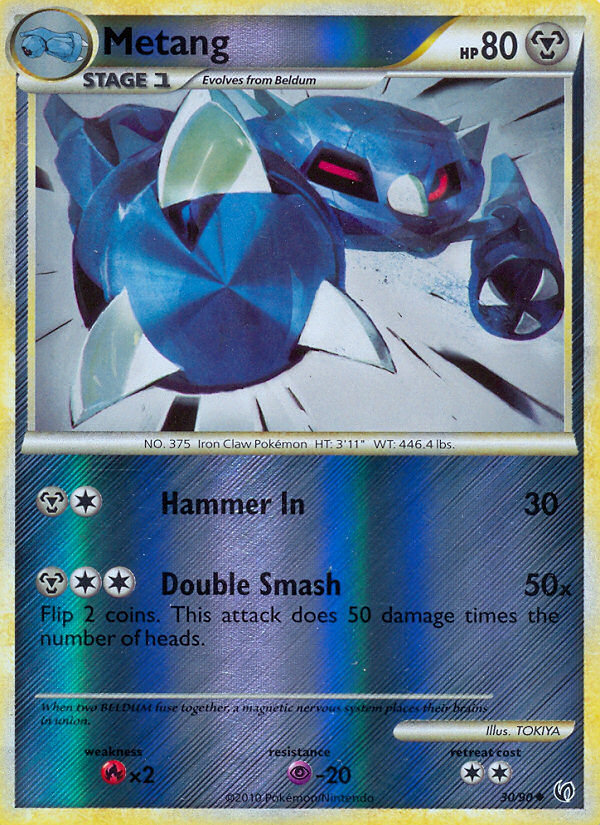 Metang
HP 80
STAGE 1
Evolves from Beldum
NO. 375 Iron Claw Pokémon HT: 3'11" WT: 446.4 lbs.
Hammer In 30
Double Smash 50x
Flip 2 coins. This attack does 50 damage times the
number of heads.
When two BELDUM fuse together, a magnetic nervous system places their brains
in union.
Illus. TOKIYA
weakness resistance retreat cost
×2 -20
©2010 Pokémon/Nintendo 30/90